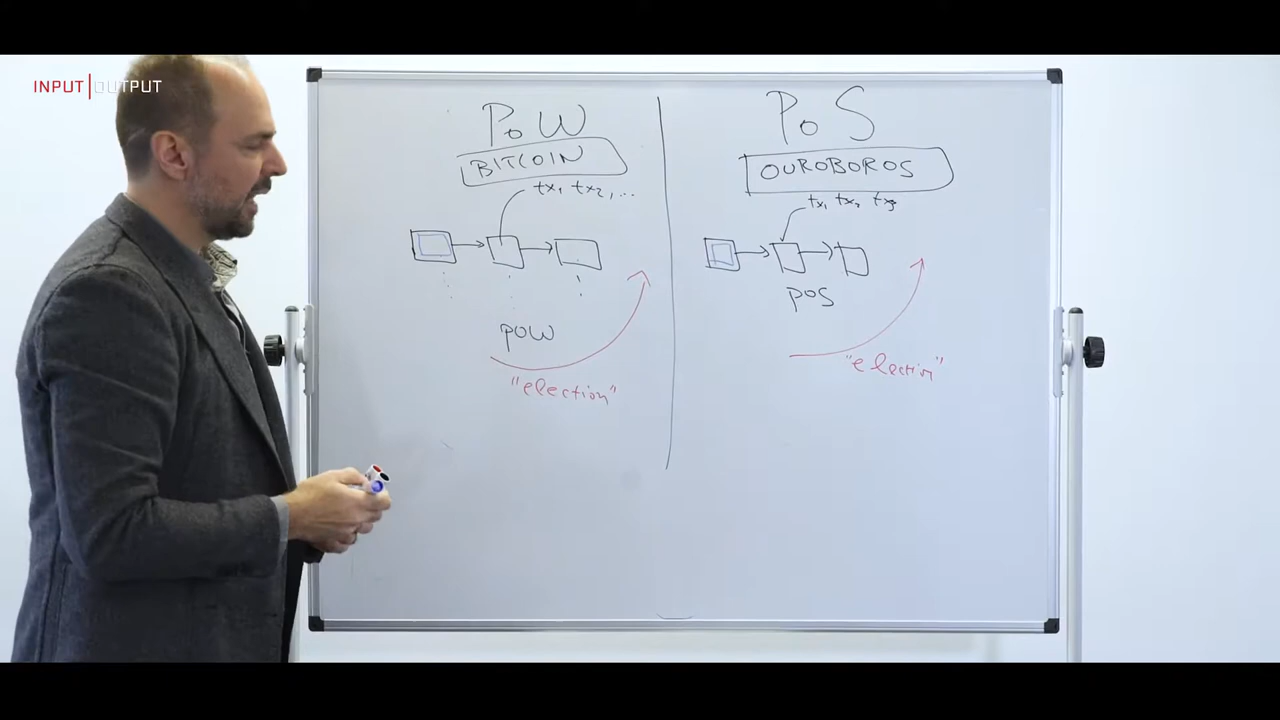 INPUT|OUTPUT
PoW
BITCOIN
tx1, tx2, ...
POW
"election"
PoS
OUROBOROS
tx1 tx2 tx3
POS
"election"